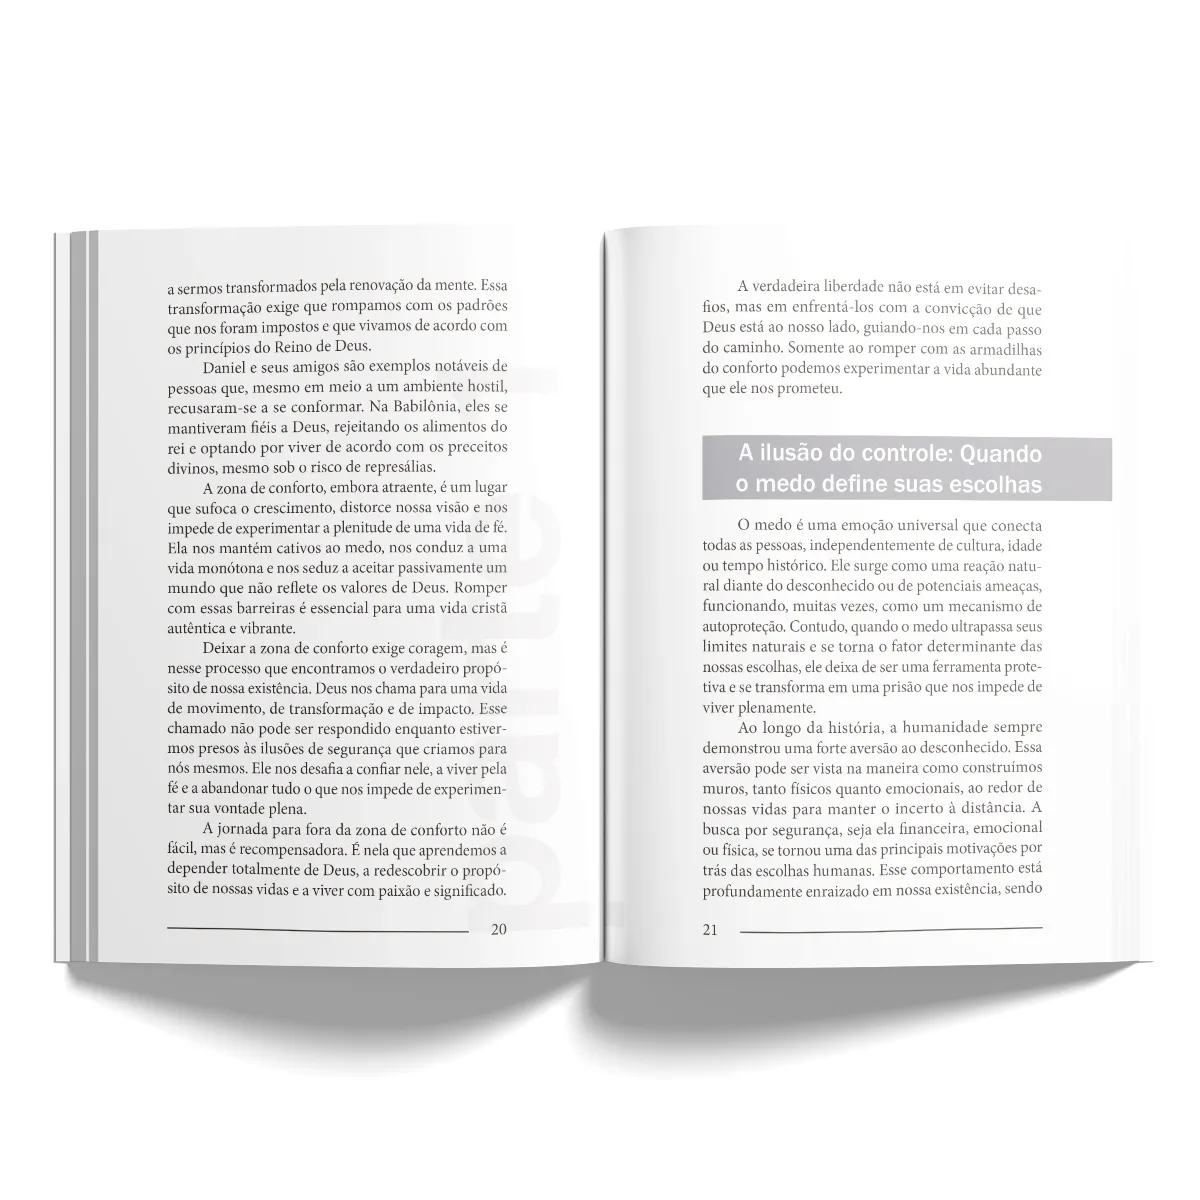 a sermos transformados pela renovação da mente. Essa
transformação exige que rompamos com os padrões
que nos foram impostos e que vivamos de acordo com
os princípios do Reino de Deus.
Daniel e seus amigos são exemplos notáveis de
pessoas que, mesmo em meio a um ambiente hostil,
recusaram-se a se conformar. Na Babilônia, eles se
mantiveram fiéis a Deus, rejeitando os alimentos do
rei e optando por viver de acordo com os preceitos
divinos, mesmo sob o risco de represálias.
A zona de conforto, embora atraente, é um lugar
que sufoca o crescimento, distorce nossa visão e nos
impede de experimentar a plenitude de uma vida de fé.
Ela nos mantém cativos ao medo, nos conduz a uma
vida monótona e nos seduz a aceitar passivamente um
mundo que não reflete os valores de Deus. Romper
com essas barreiras é essencial para uma vida cristã
autêntica e vibrante.
Deixar a zona de conforto exige coragem, mas é
nesse processo que encontramos o verdadeiro propó-
sito de nossa existência. Deus nos chama para uma vida
de movimento, de transformação e de impacto. Esse
chamado não pode ser respondido enquanto estiver-
mos presos às ilusões de segurança que criamos para
nós mesmos. Ele nos desafia a confiar nele, a viver pela
fé e a abandonar tudo o que nos impede de experimen-
tar sua vontade plena.
A jornada para fora da zona de conforto não é
fácil, mas é recompensadora. É nela que aprendemos a
depender totalmente de Deus, a redescobrir o propó-
sito de nossas vidas e a viver com paixão e significado.
20
parte 1
A verdadeira liberdade não está em evitar desa-
fios, mas em enfrentá-los com a convicção de que
Deus está ao nosso lado, guiando-nos em cada passo
do caminho. Somente ao romper com as armadilhas
do conforto podemos experimentar a vida abundante
que ele nos prometeu.
A ilusão do controle: Quando
o medo define suas escolhas
O medo é uma emoção universal que conecta
todas as pessoas, independentemente de cultura, idade
ou tempo histórico. Ele surge como uma reação natu-
ral diante do desconhecido ou de potenciais ameaças,
funcionando, muitas vezes, como um mecanismo de
autoproteção. Contudo, quando o medo ultrapassa seus
limites naturais e se torna o fator determinante das
nossas escolhas, ele deixa de ser uma ferramenta prote-
tiva e se transforma em uma prisão que nos impede de
viver plenamente.
Ao longo da história, a humanidade sempre
demonstrou uma forte aversão ao desconhecido. Essa
aversão pode ser vista na maneira como construímos
muros, tanto físicos quanto emocionais, ao redor de
nossas vidas para manter o incerto à distância. A
busca por segurança, seja ela financeira, emocional
ou física, se tornou uma das principais motivações por
trás das escolhas humanas. Esse comportamento está
profundamente enraizado em nossa existência, sendo
21